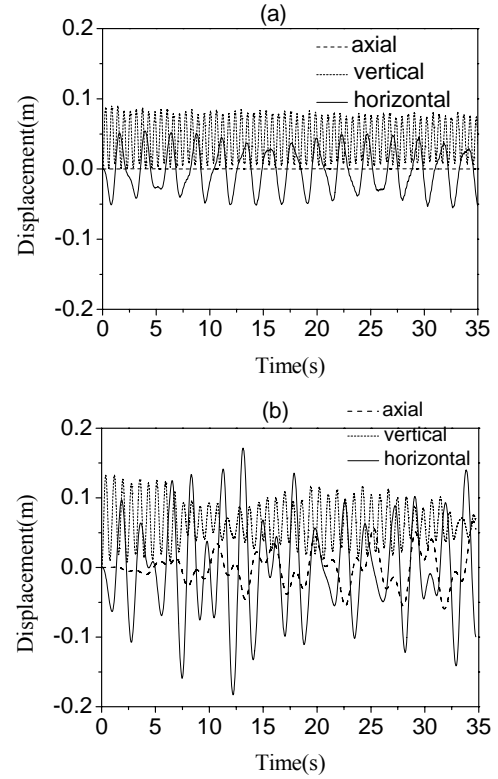 (a)
axial
vertical
horizontal
Displacement(m)
0.2
0.1
0.0
-0.1
-0.2
0 5 10 15 20 25 30 35
Time(s)
(b)
axial
vertical
horizontal
Displacement(m)
0.2
0.1
0.0
-0.1
-0.2
0 5 10 15 20 25 30 35
Time(s)